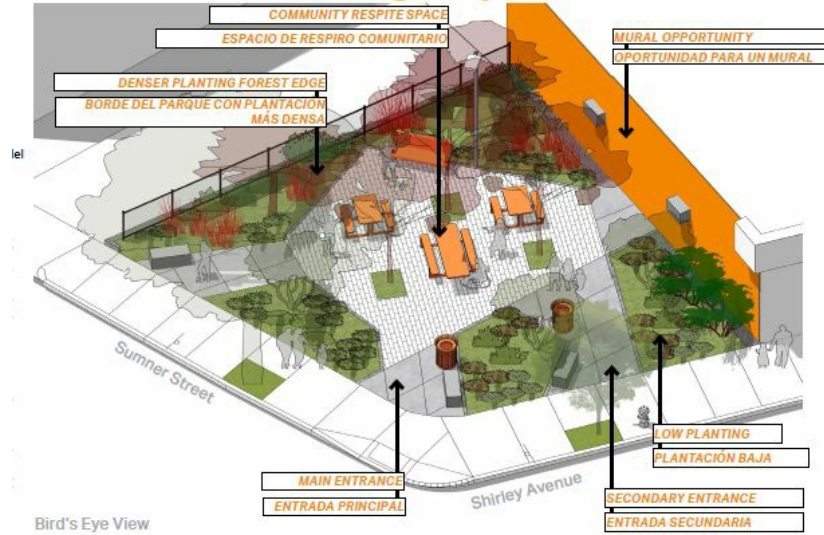 COMMUNITY RESPITE SPACE
ESPACIO DE RESPIRO COMUNITARIO
MURAL OPPORTUNITY
OPORTUNIDAD PARA UN MURAL
DENSER PLANTING FOREST EDGE
BORDE DEL PARQUE CON PLANTACIÓN
MÁS DENSA
Sumner Street
LOW PLANTING
PLANTACIÓN BAJA
MAIN ENTRANCE
ENTRADA PRINCIPAL
Shirley Avenue
SECONDARY ENTRANCE
ENTRADA SECUNDARIA
Bird's Eye View